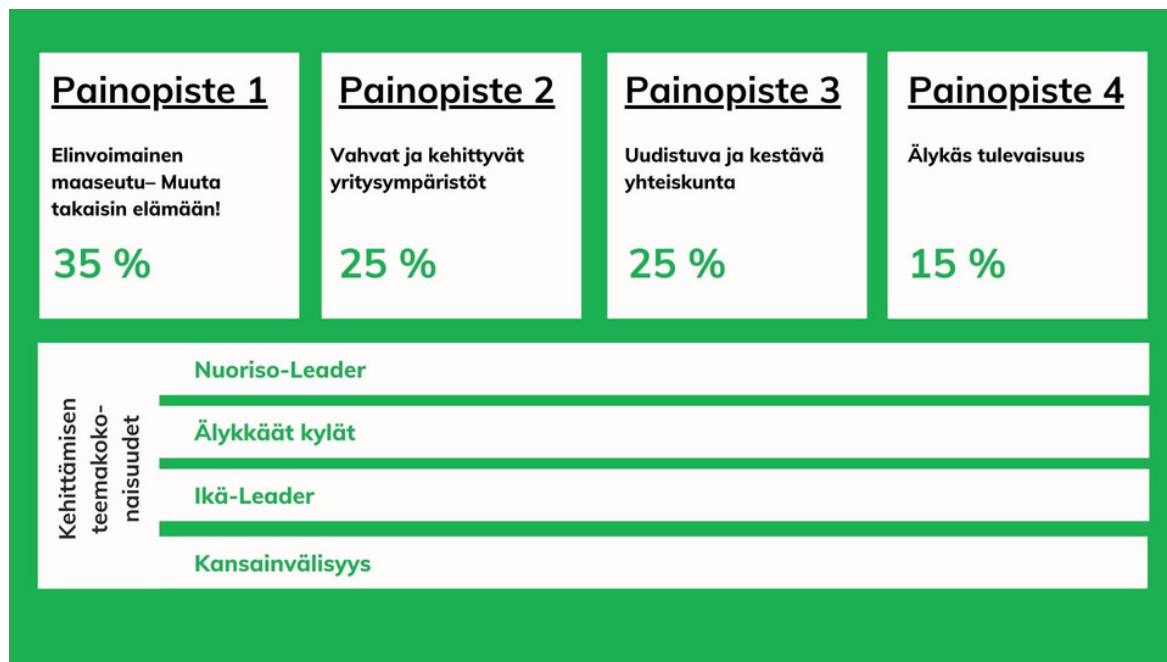 Painopiste 1
Elinvoimainen
maaseutu– Muuta
takaisin elämään!
35 %
Painopiste 2
Vahvat ja kehittyvät
yritysympäristöt
25 %
Painopiste 3
Uudistuva ja kestävä
yhteiskunta
25 %
Painopiste 4
Älykäs tulevaisuus
15 %
Kehittämisen
teemakoko-
naisuudet
Nuoriso-Leader
Älykkäät kylät
Ikä-Leader
Kansainvälisyys